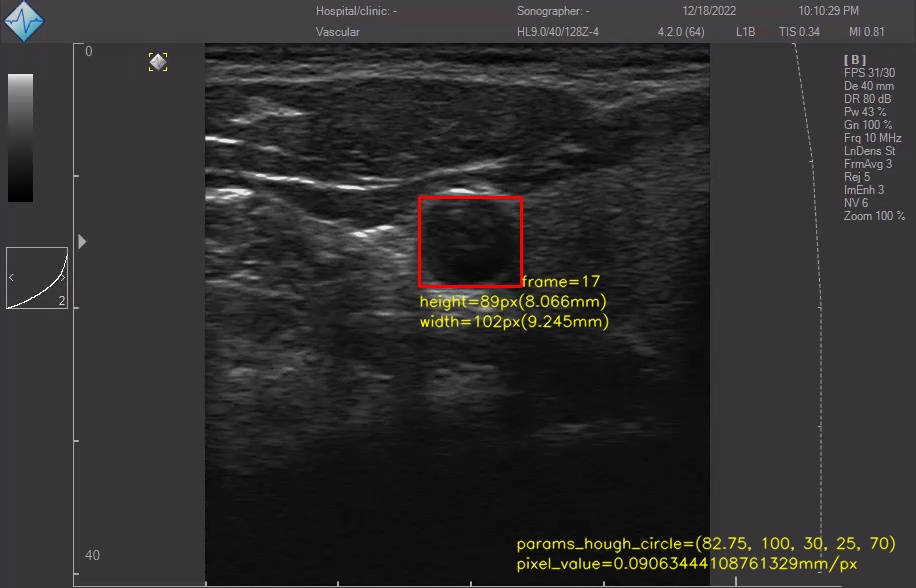 Hospital/clinic: - Sonographer: - 12/18/2022 10:10:29 PM
Vascular HL9.0/40/128Z-4 4.2.0 (64) L1B TIS 0.34 MI 0.81
0
[ B ]
FPS 31/30
De 40 mm
DR 80 dB
Pw 43 %
Gn 100 %
Frq 10 MHz
LnDens St
FrmAvg 3
Rej 5
ImEnh 3
NV 6
Zoom 100 %
2
frame=17
height=89px(8.066mm)
width=102px(9.245mm)
40
params_hough_circle=(82.75, 100, 30, 25, 70)
pixel_value=0.09063444108761329mm/px